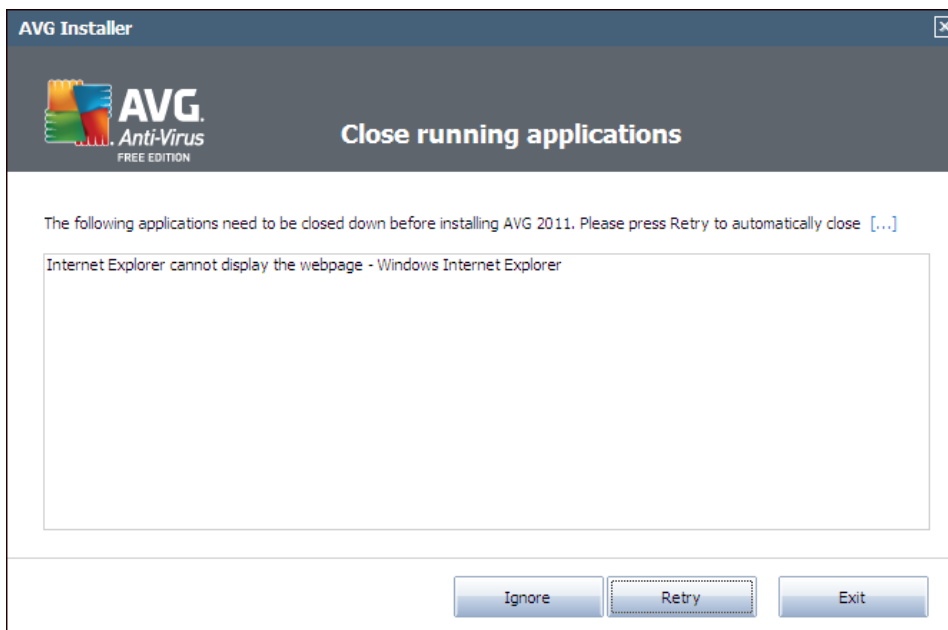 AVG Installer
AVG.
Anti-Virus
FREE EDITION
Close running applications
The following applications need to be closed down before installing AVG 2011. Please press Retry to automatically close [...]
Internet Explorer cannot display the webpage - Windows Internet Explorer
Ignore
Retry
Exit